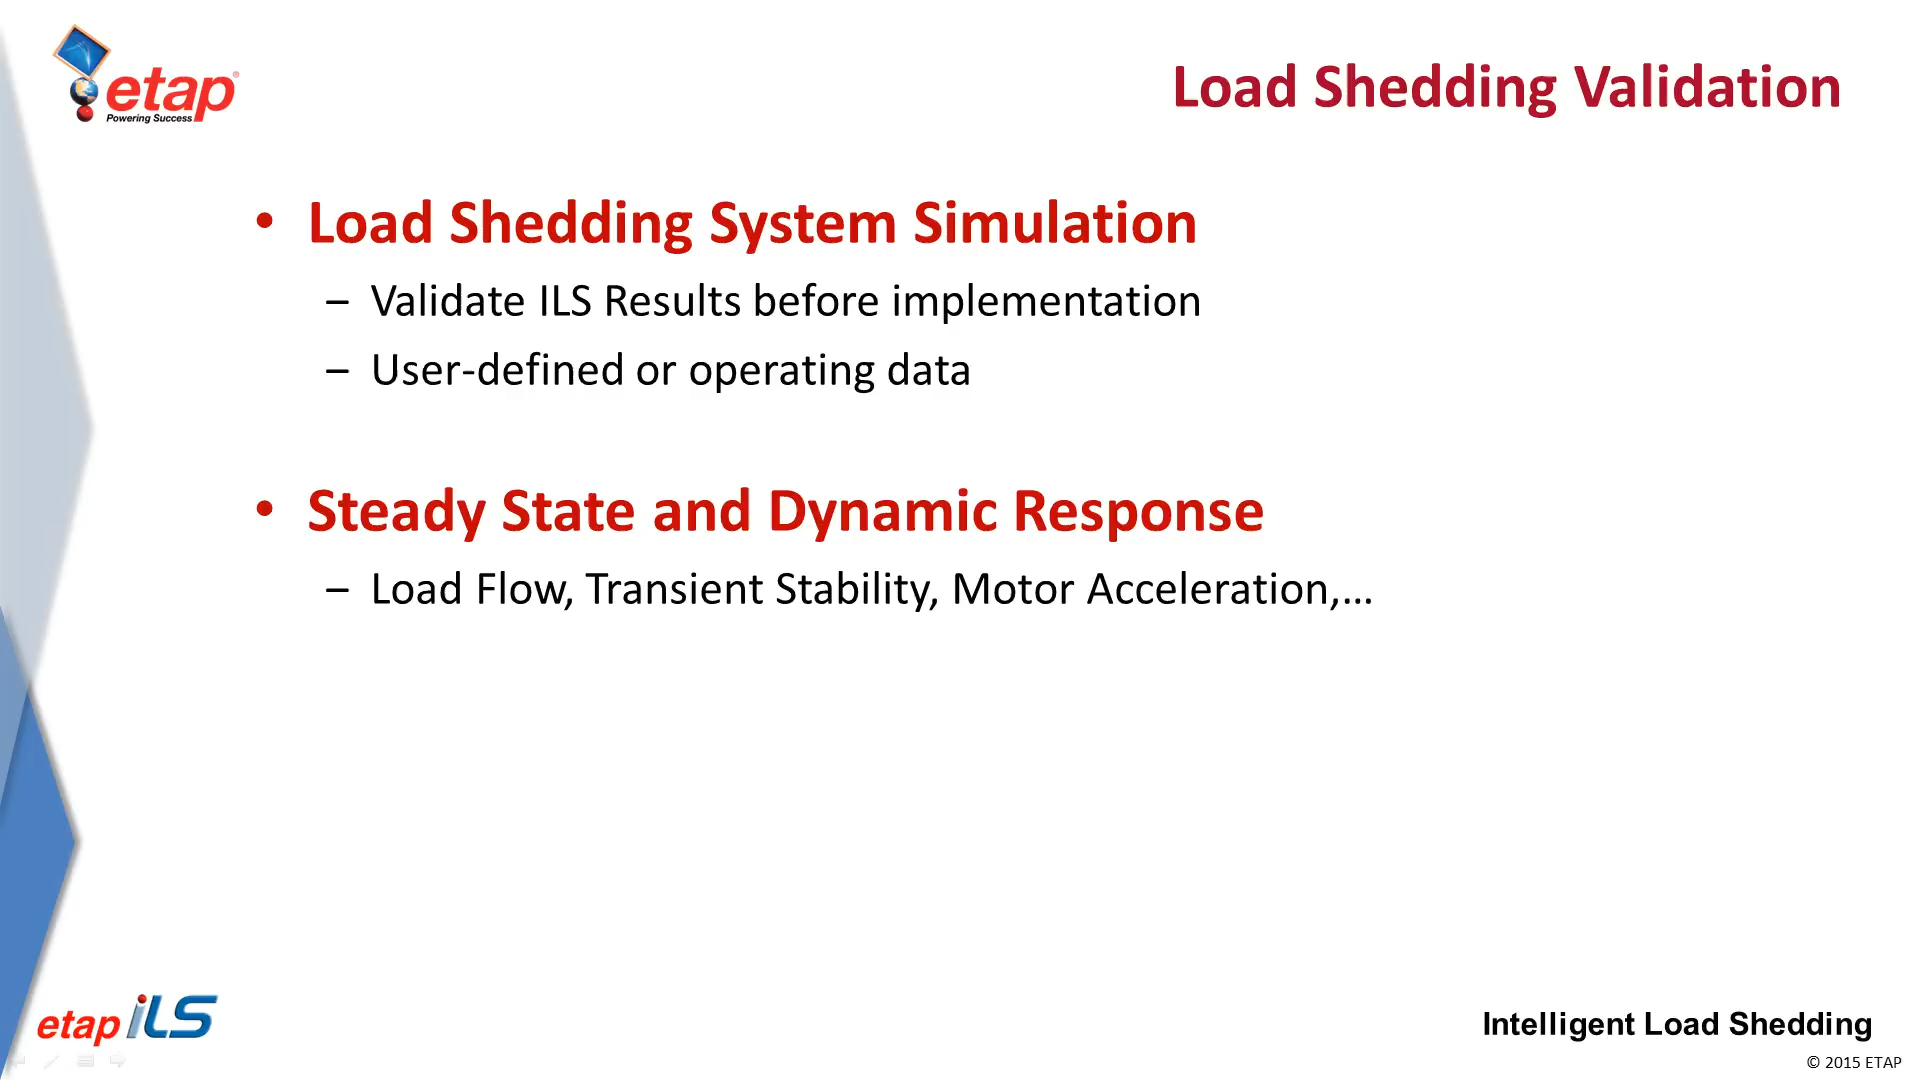 etap®
Powering Success
Load Shedding Validation
• Load Shedding System Simulation
– Validate ILS Results before implementation
– User-defined or operating data
• Steady State and Dynamic Response
– Load Flow, Transient Stability, Motor Acceleration,...
etap iLS
Intelligent Load Shedding
© 2015 ETAP